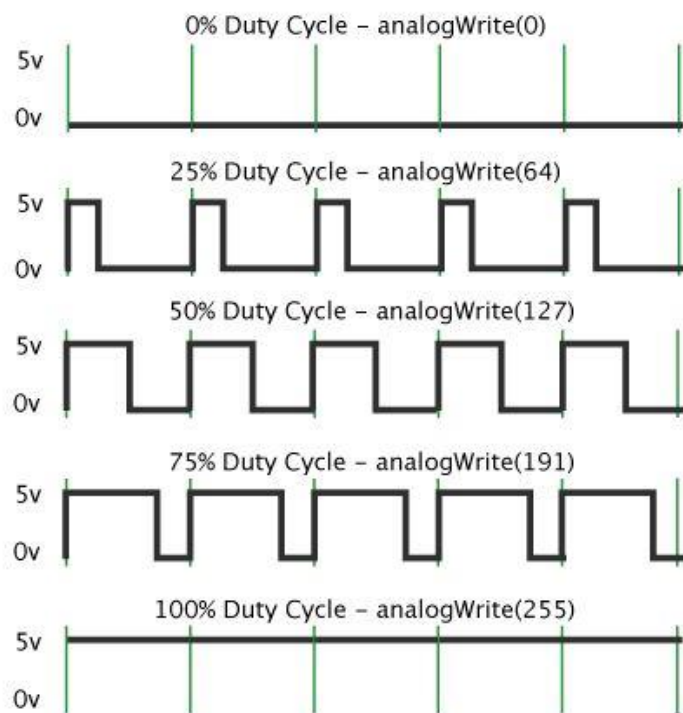 0% Duty Cycle – analogWrite(0)
5v
0v
25% Duty Cycle – analogWrite(64)
5v
0v
50% Duty Cycle – analogWrite(127)
5v
0v
75% Duty Cycle – analogWrite(191)
5v
0v
100% Duty Cycle – analogWrite(255)
5v
0v